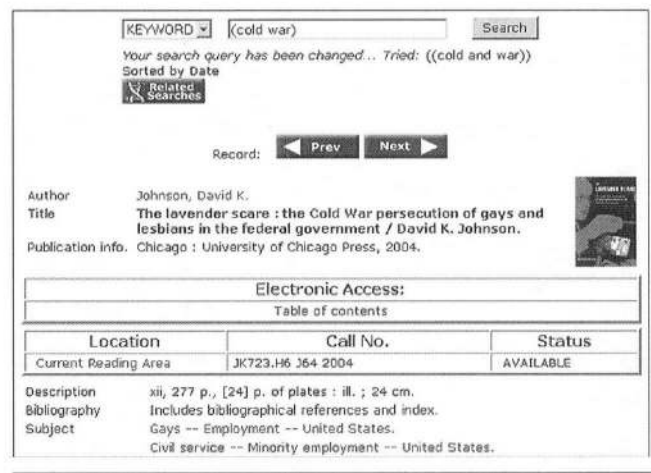 KEYWORD (cold war) Search
Your search query has been changed... Tried: ((cold and war))
Sorted by Date
Related Searches
Record: Prev Next
Author Johnson, David K.
Title The lavender scare : the Cold War persecution of gays and
lesbians in the federal government / David K. Johnson.
Publication info. Chicago : University of Chicago Press, 2004.
Electronic Access:
Table of contents
Location Call No. Status
Current Reading Area JK723.H6 J64 2004 AVAILABLE
Description xii, 277 p., [24] p. of plates : ill. ; 24 cm.
Bibliography Includes bibliographical references and index.
Subject Gays -- Employment -- United States.
Civil service -- Minority employment -- United States.